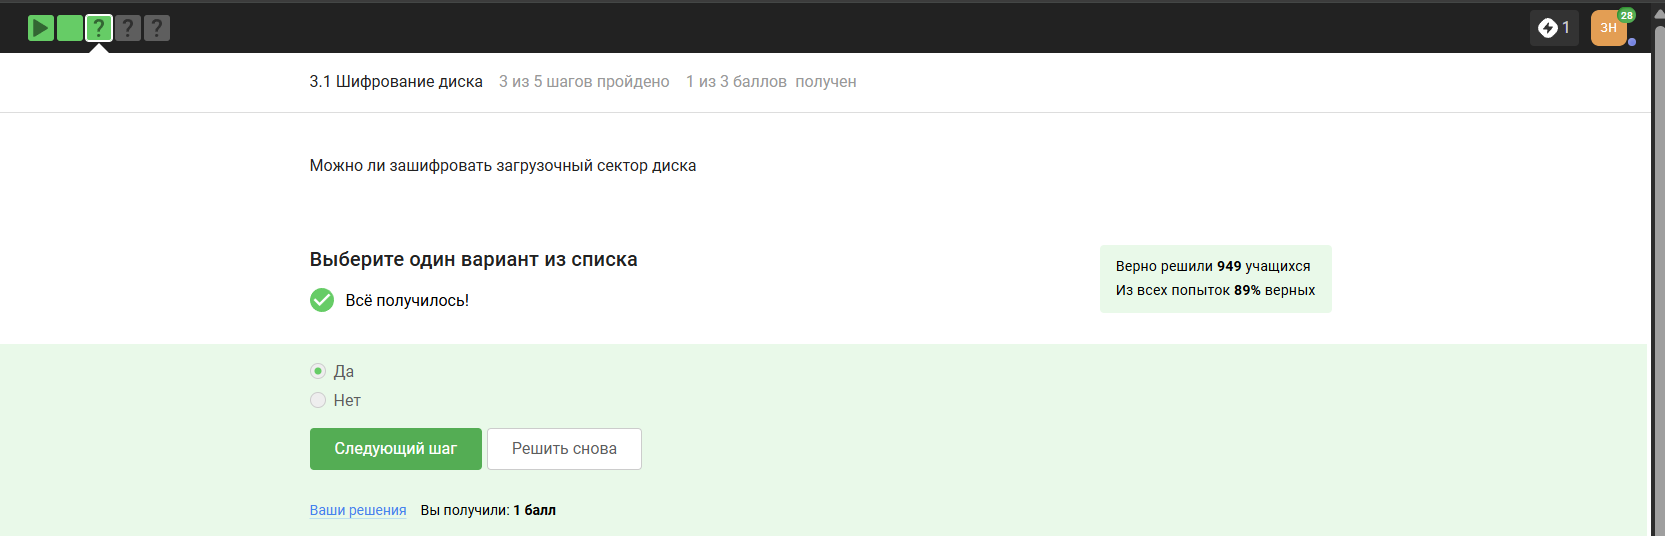 ? ? ?
1
ЗН
28
3.1 Шифрование диска 3 из 5 шагов пройдено 1 из 3 баллов получен
Можно ли зашифровать загрузочный сектор диска
Выберите один вариант из списка
Всё получилось!
Верно решили 949 учащихся
Из всех попыток 89% верных
Да
Нет
Следующий шаг Решить снова
Ваши решения Вы получили: 1 балл